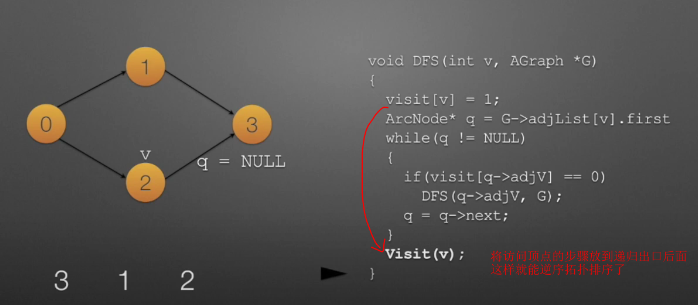 1
0
3
v
q = NULL
2
3 1 2
void DFS(int v, AGraph *G)
{
visit[v] = 1;
ArcNode* q = G->adjList[v].first
while(q != NULL)
{
if(visit[q->adjV] == 0)
DFS(q->adjV, G);
q = q->next;
}
Visit(v);
}
将访问顶点的步骤放到递归出口后面
这样就能逆序拓扑排序了